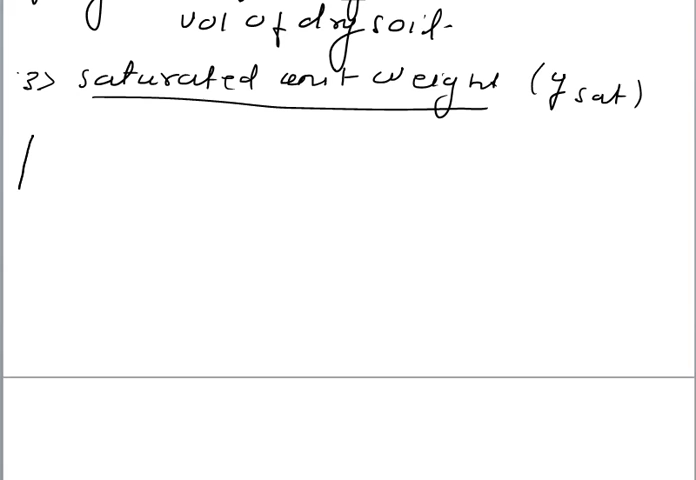 vol of dry soil-
3> saturated unit weight (γsat)